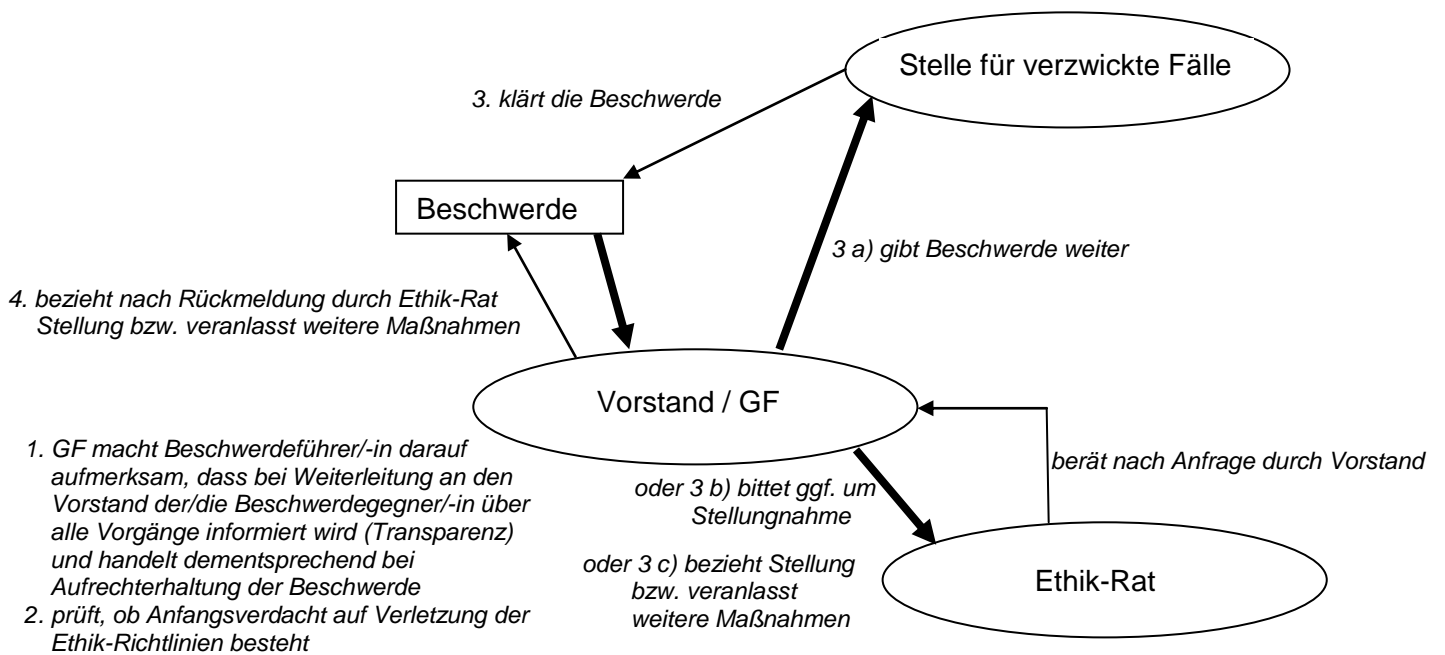 Stelle für verzwickte Fälle
3. klärt die Beschwerde
Beschwerde
3 a) gibt Beschwerde weiter
4. bezieht nach Rückmeldung durch Ethik-Rat
Stellung bzw. veranlasst weitere Maßnahmen
Vorstand / GF
1. GF macht Beschwerdeführer/-in darauf
aufmerksam, dass bei Weiterleitung an den
Vorstand der/die Beschwerdegegner/-in über
alle Vorgänge informiert wird (Transparenz)
und handelt dementsprechend bei
Aufrechterhaltung der Beschwerde
2. prüft, ob Anfangsverdacht auf Verletzung der
Ethik-Richtlinien besteht
oder 3 b) bittet ggf. um
Stellungnahme
oder 3 c) bezieht Stellung
bzw. veranlasst
weitere Maßnahmen
berät nach Anfrage durch Vorstand
Ethik-Rat